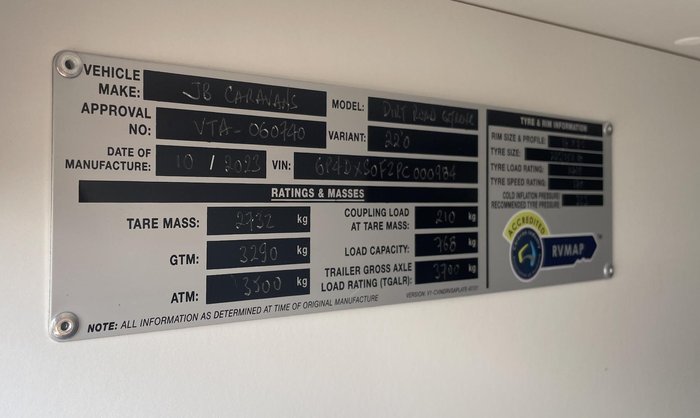 VEHICLE MAKE: JB CARAVANS MODEL: DIRT ROAD
APPROVAL NO: VTA-060740 VARIANT: 22'0
DATE OF MANUFACTURE: 10 / 2023 VIN:
RATINGS & MASSES
TARE MASS: 2732 kg COUPLING LOAD AT TARE MASS: 210 kg
GTM: 3290 kg LOAD CAPACITY: 768 kg
ATM: 3500 kg TRAILER GROSS AXLE LOAD RATING (TGALR) 3700 kg
NOTE: ALL INFORMATION AS DETERMINED AT TIME OF ORIGINAL MANUFACTURE
TYRE & RIM INFORMATION
RIM SIZE & PROFILE:
TYRE SIZE:
TYRE LOAD RATING:
TYRE SPEED RATING:
COLD INFLATION PRESSURE/
RECOMMENDED TYRE PRESSURE:
ACCREDITED
RVMAP